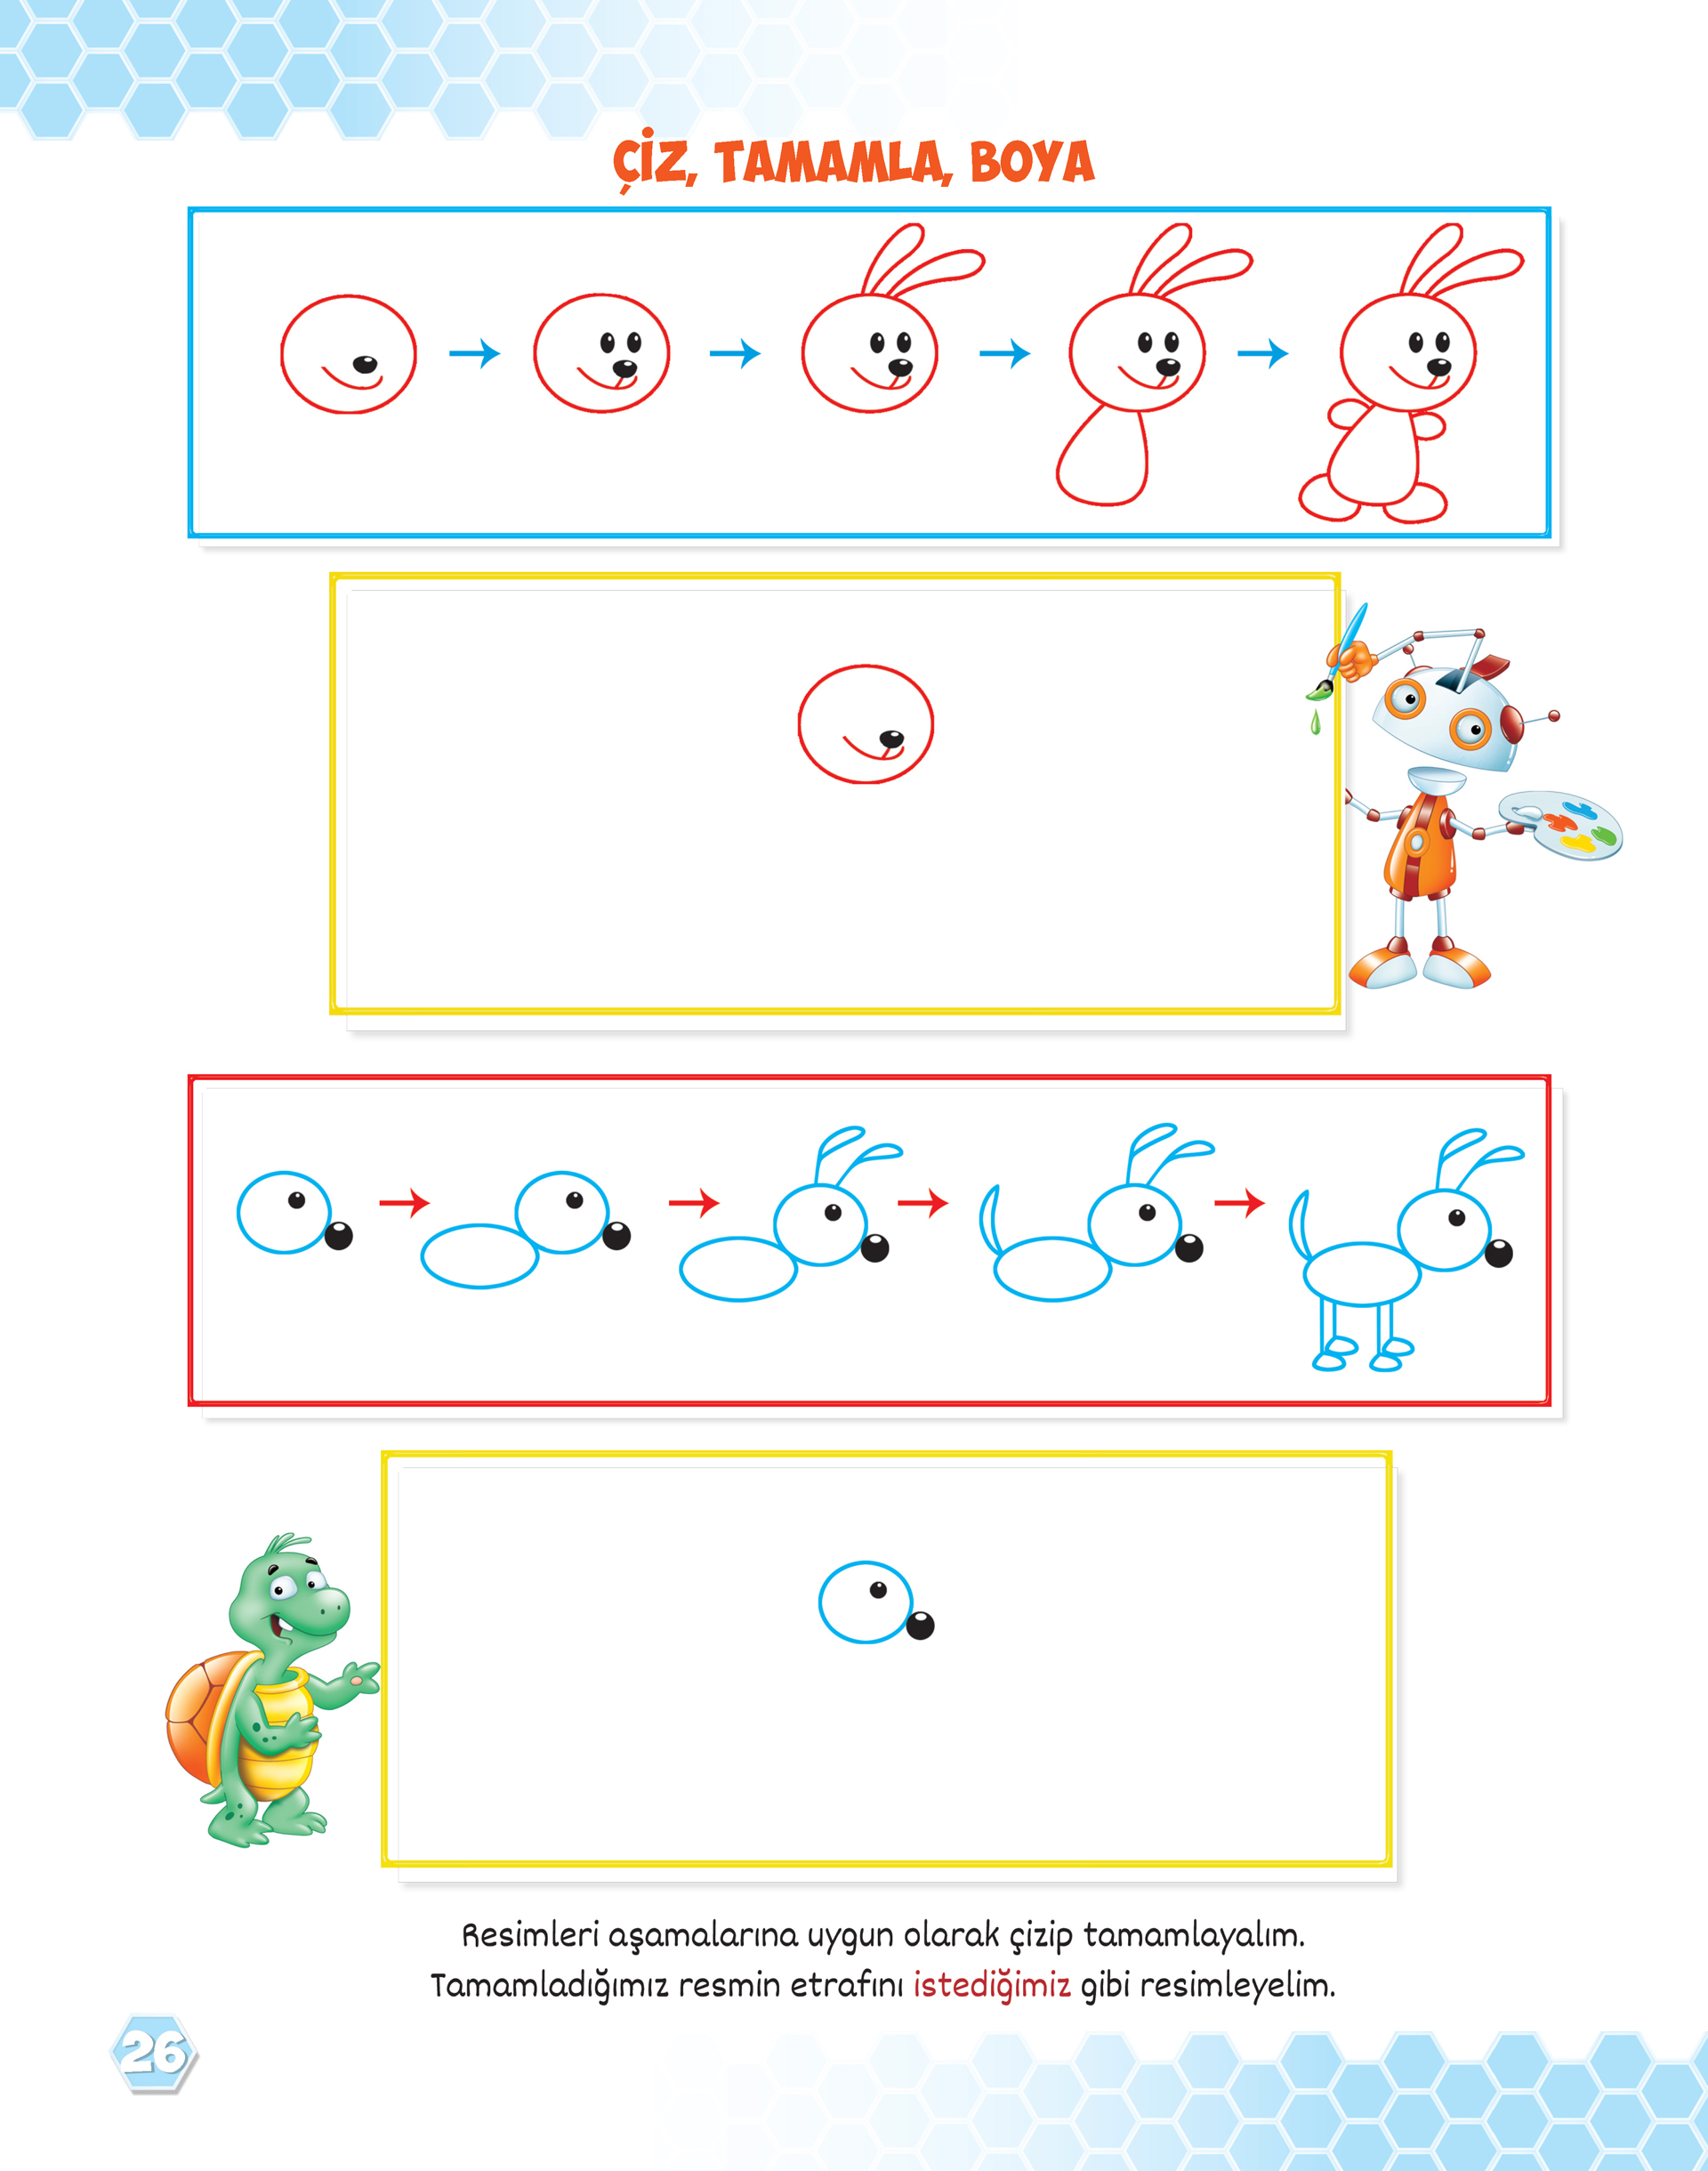 ÇİZ, TAMAMLA, BOYA
Resimleri aşamalarına uygun olarak çizip tamamlayalım.
Tamamladığımız resmin etrafını istediğimiz gibi resimleyelim.
26